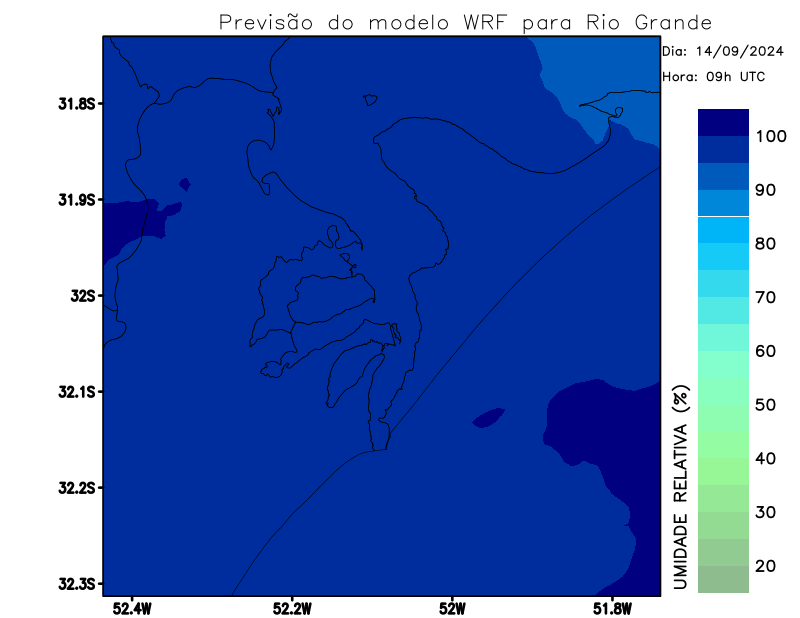 Previsão do modelo WRF para Rio Grande
Dia: 14/09/2024
Hora: 09h UTC
31.8S
31.9S
32S
32.1S
32.2S
32.3S
52.4W
52.2W
52W
51.8W
UMIDADE RELATIVA (%)
100
90
80
70
60
50
40
30
20